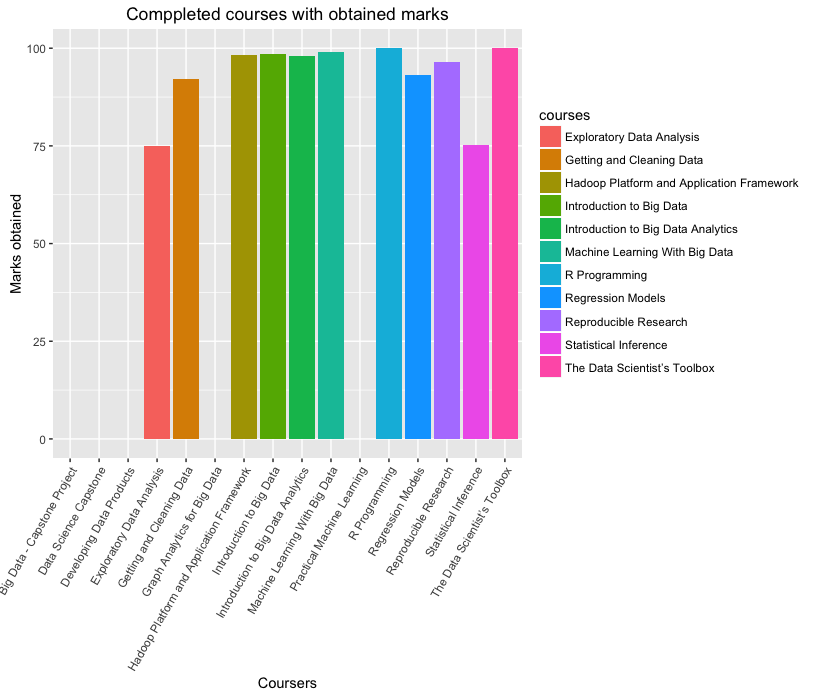 Comppleted courses with obtained marks
Marks obtained
100
75
50
25
0
Big Data - Capstone Project
Data Science Capstone
Developing Data Products
Exploratory Data Analysis
Getting and Cleaning Data
Graph Analytics for Big Data
Hadoop Platform and Application Framework
Introduction to Big Data
Introduction to Big Data Analytics
Machine Learning With Big Data
Practical Machine Learning
R Programming
Regression Models
Reproducible Research
Statistical Inference
The Data Scientist's Toolbox
Coursers
courses
Exploratory Data Analysis
Getting and Cleaning Data
Hadoop Platform and Application Framework
Introduction to Big Data
Introduction to Big Data Analytics
Machine Learning With Big Data
R Programming
Regression Models
Reproducible Research
Statistical Inference
The Data Scientist's Toolbox